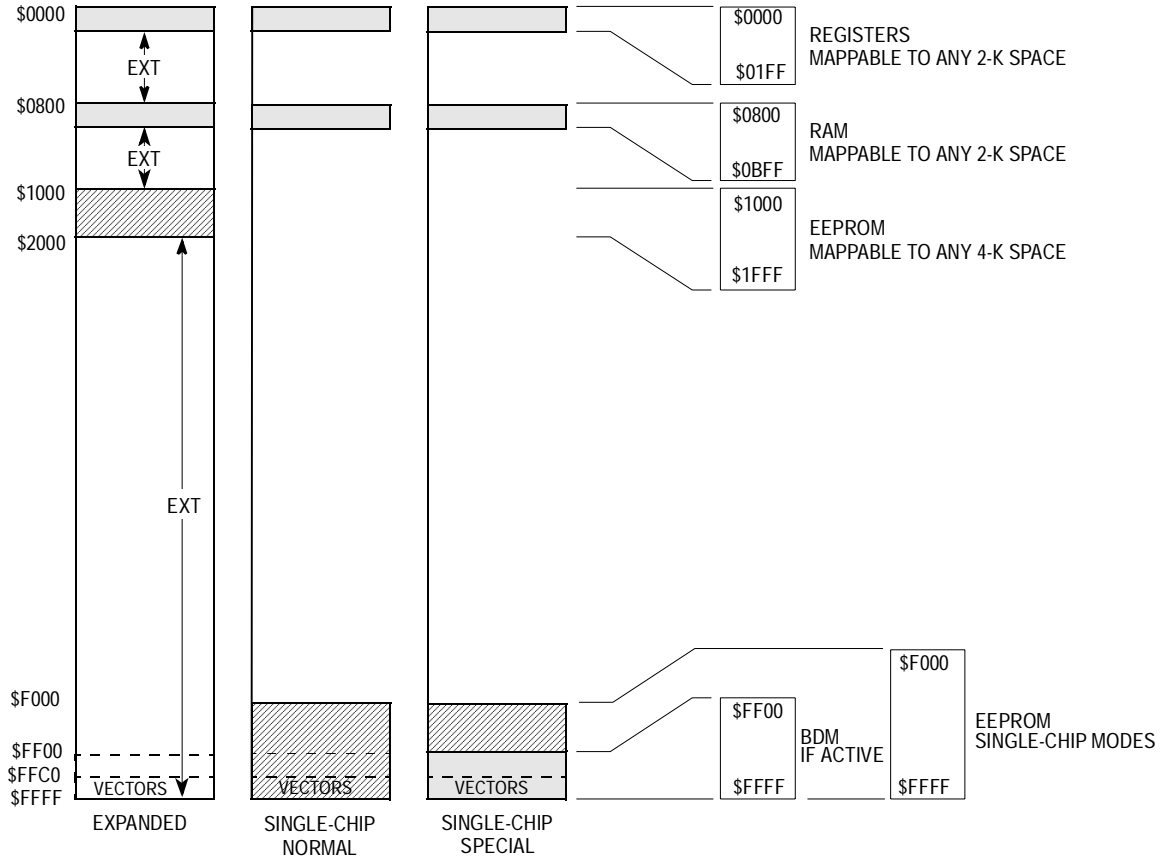 $0000
EXT
$0800
EXT
$1000
$2000
EXT
$F000
$FF00
$FFC0
$FFFF
VECTORS
VECTORS
VECTORS
EXPANDED
SINGLE-CHIP
NORMAL
SINGLE-CHIP
SPECIAL
$0000
$01FF
REGISTERS
MAPPABLE TO ANY 2-K SPACE
$0800
$0BFF
RAM
MAPPABLE TO ANY 2-K SPACE
$1000
$1FFF
EEPROM
MAPPABLE TO ANY 4-K SPACE
$FF00
$FFFF
BDM
IF ACTIVE
$F000
$FFFF
EEPROM
SINGLE-CHIP MODES